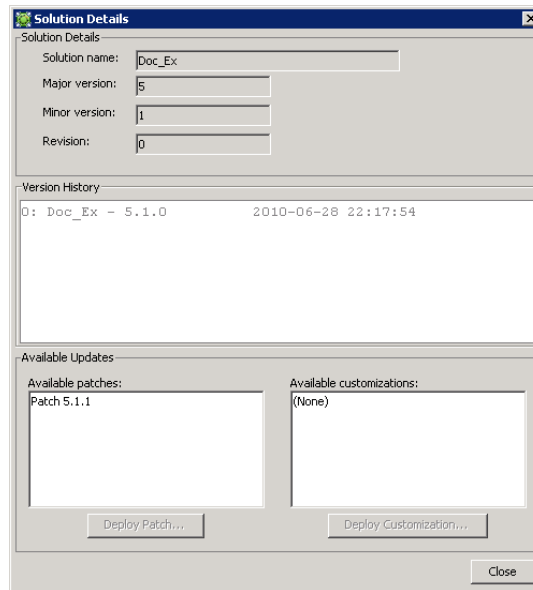 Solution Details
Solution Details
Solution name: Doc_Ex
Major version: 5
Minor version: 1
Revision: 0
Version History
0: Doc_Ex - 5.1.0 2010-06-28 22:17:54
Available Updates
Available patches: Available customizations:
Patch 5.1.1 (None)
Deploy Patch... Deploy Customization...
Close